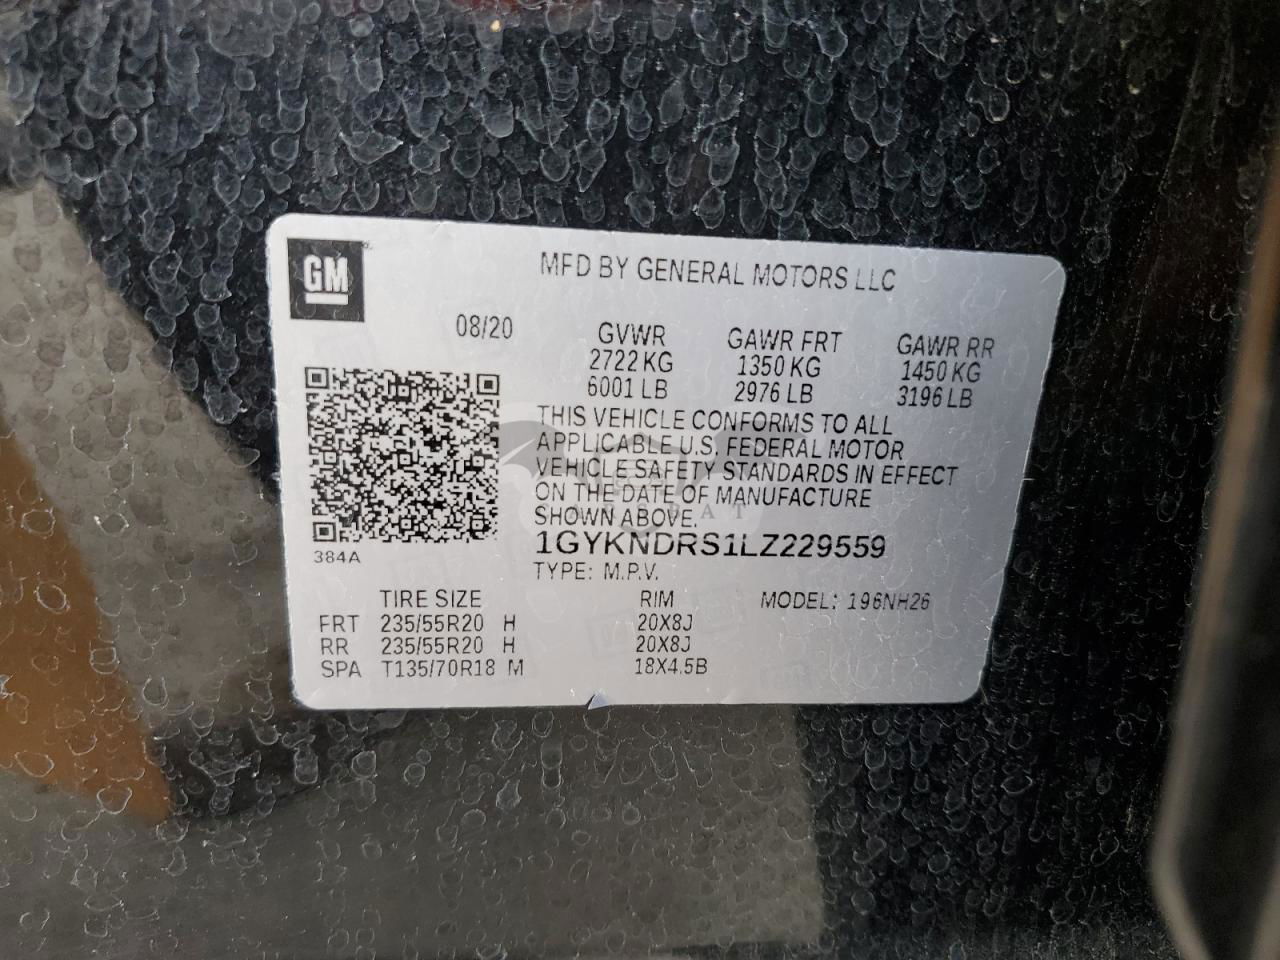 GM
MFD BY GENERAL MOTORS LLC
08/20 GVWR GAWR FRT GAWR RR
2722 KG 1350 KG 1450 KG
6001 LB 2976 LB 3196 LB
THIS VEHICLE CONFORMS TO ALL
APPLICABLE U.S. FEDERAL MOTOR
VEHICLE SAFETY STANDARDS IN EFFECT
ON THE DATE OF MANUFACTURE
SHOWN ABOVE.
1GYKNDRS1LZ229559
384A
TYPE: M.P.V.
TIRE SIZE RIM MODEL: 196NH26
FRT 235/55R20 H 20X8J
RR 235/55R20 H 20X8J
SPA T135/70R18 M 18X4.5B